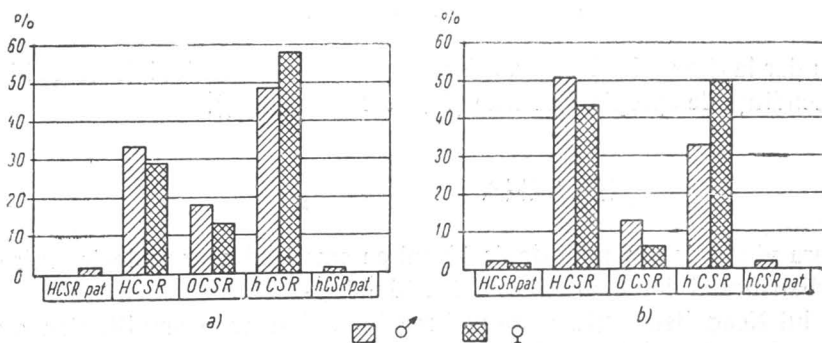 %
60
50
40
30
20
10
0
HCSR pat
HCSR
OCSR
hCSR
hCSR pat.
a)
%
60
50
40
30
20
10
0
HCSR pat
HCSR
OCSR
hCSR
hCSR pat.
b)
♂ ♀